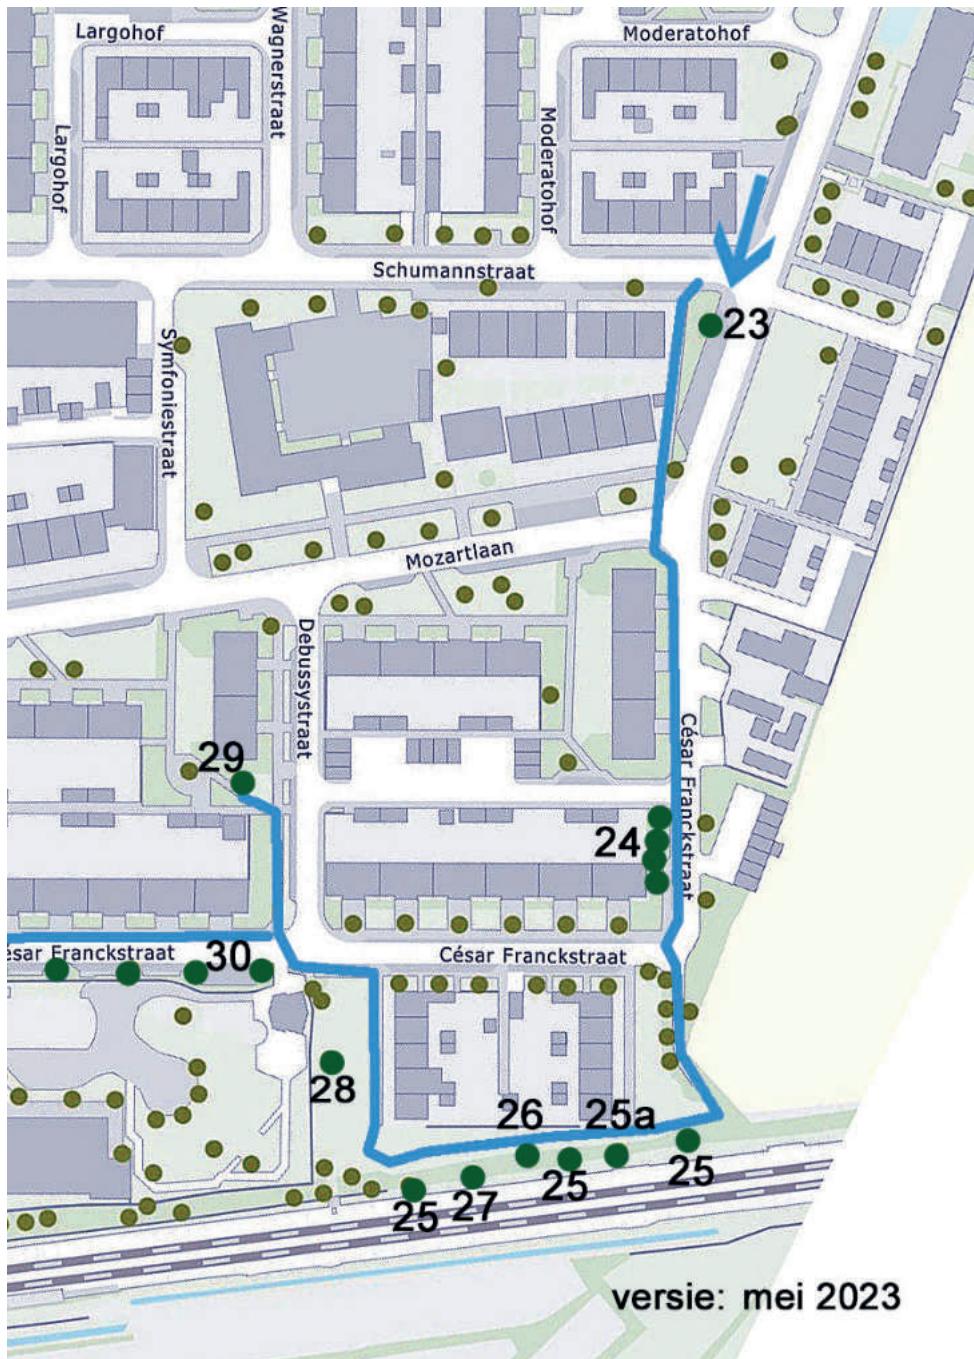 Largohof
Wagnerstraat
Moderatohof
Largohof
Moderatohof
Schumannstraat
23
Symfoniestraat
Mozartlaan
Debussystraat
29
César Franckstraat
24
ésar Franckstraat
30
César Franckstraat
28
26
25a
25
27
25
25
versie: mei 2023